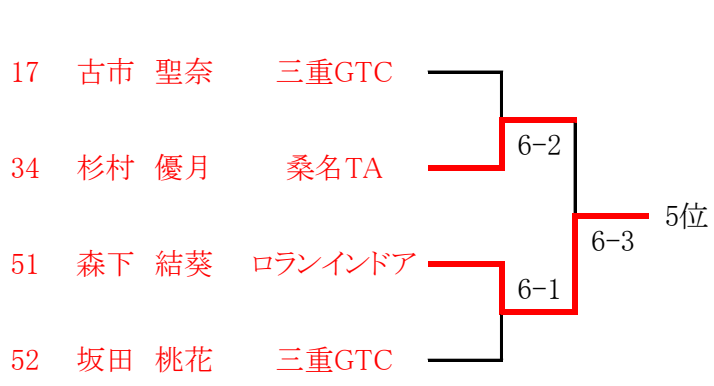 17 古市 聖奈 三重GTC
6-2
34 杉村 優月 桑名TA
5位
6-3
51 森下 結葵 ロランインドア
6-1
52 坂田 桃花 三重GTC